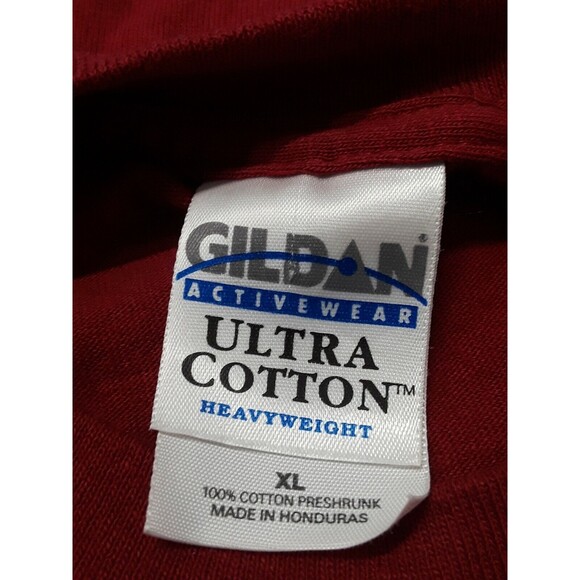 GILDAN®
ACTIVEWEAR
ULTRA
COTTON™
HEAVYWEIGHT
XL
100% COTTON PRESHRUNK
MADE IN HONDURAS